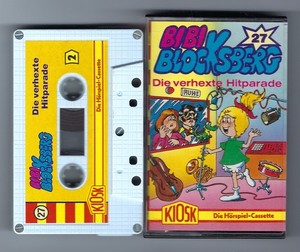 Die verhexte
Hitparade
2
BIBI
BLOCKSBERG
27
KIOSK
Die Hörspiel-Cassette
BIBI
BLOCKSBERG
27
Die verhexte Hitparade
RUHE
KIOSK
Die Hörspiel-Cassette